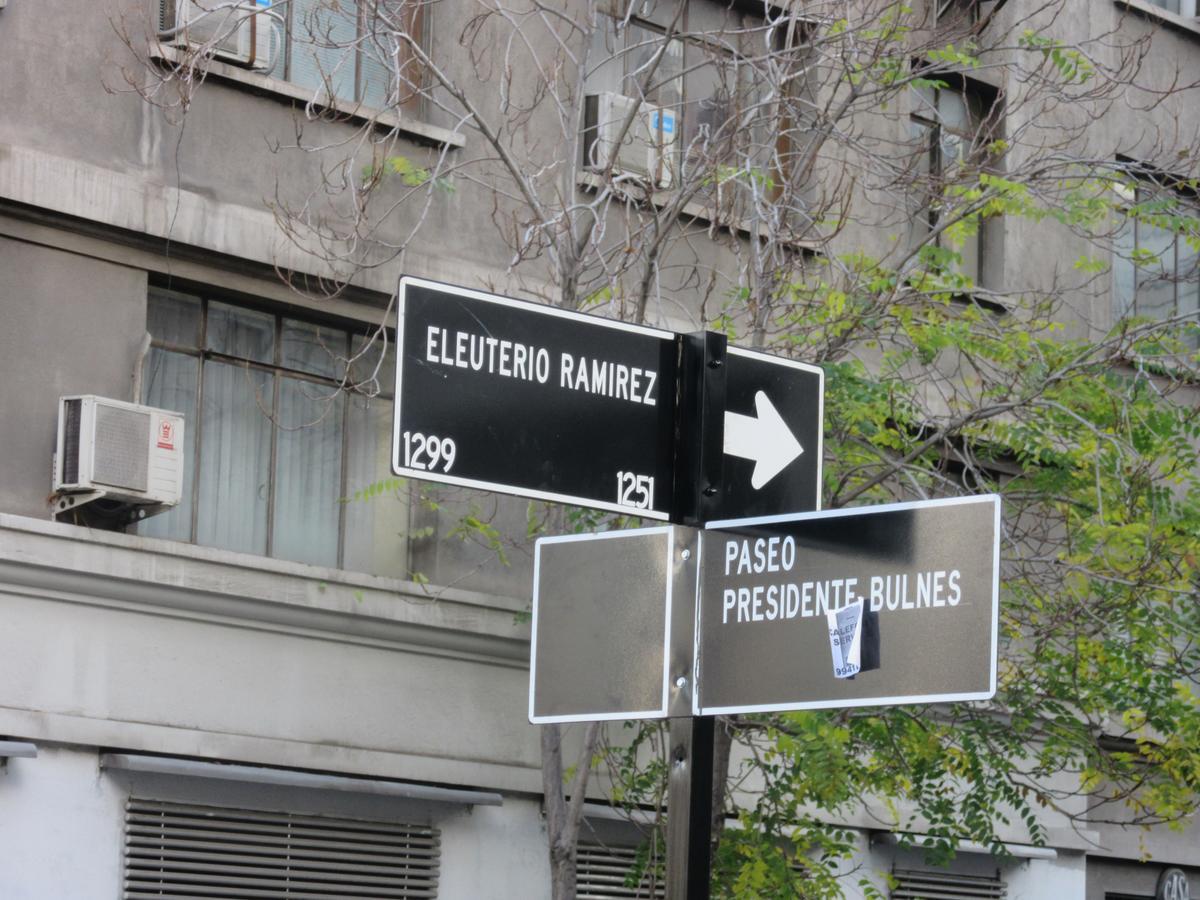 ELEUTERIO RAMIREZ
1299
1251
PASEO
PRESIDENTE BULNES